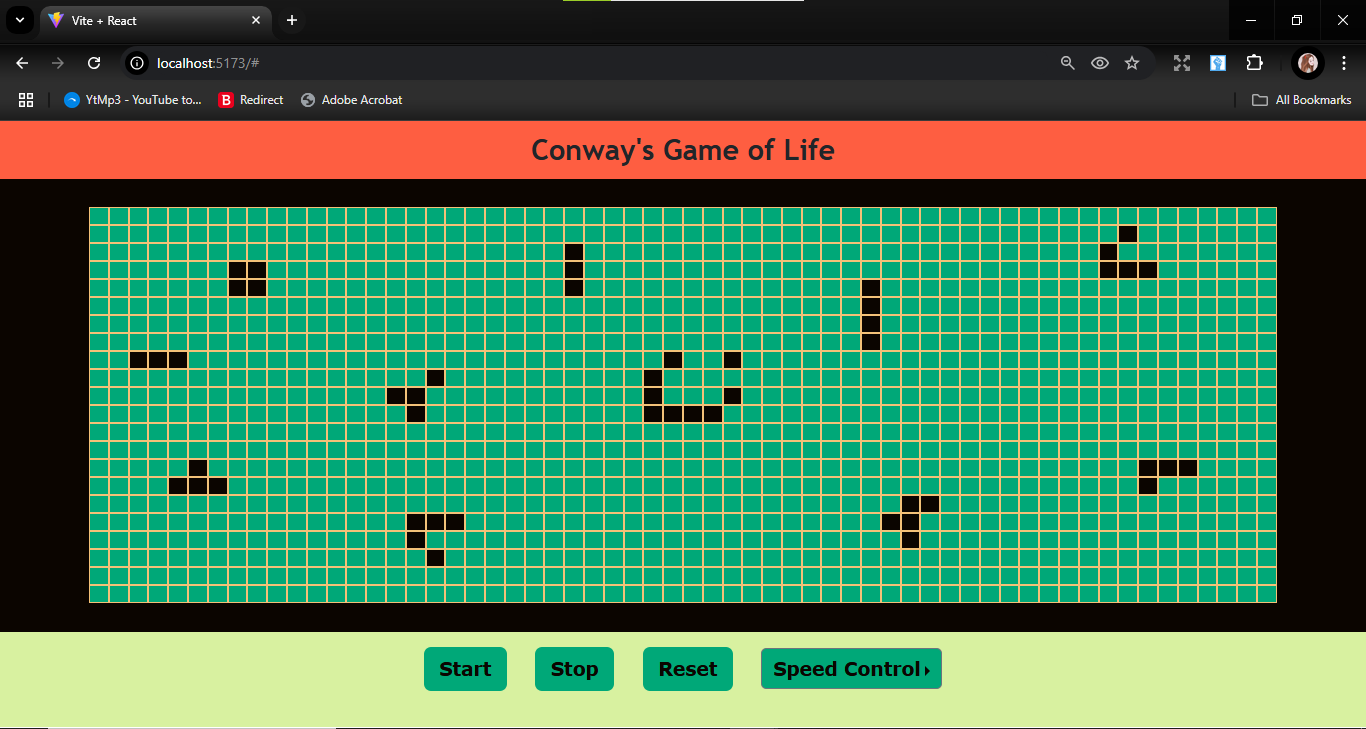 Vite + React
localhost:5173/#
YtMp3 - YouTube to... Redirect Adobe Acrobat All Bookmarks
Conway's Game of Life
Start Stop Reset Speed Control